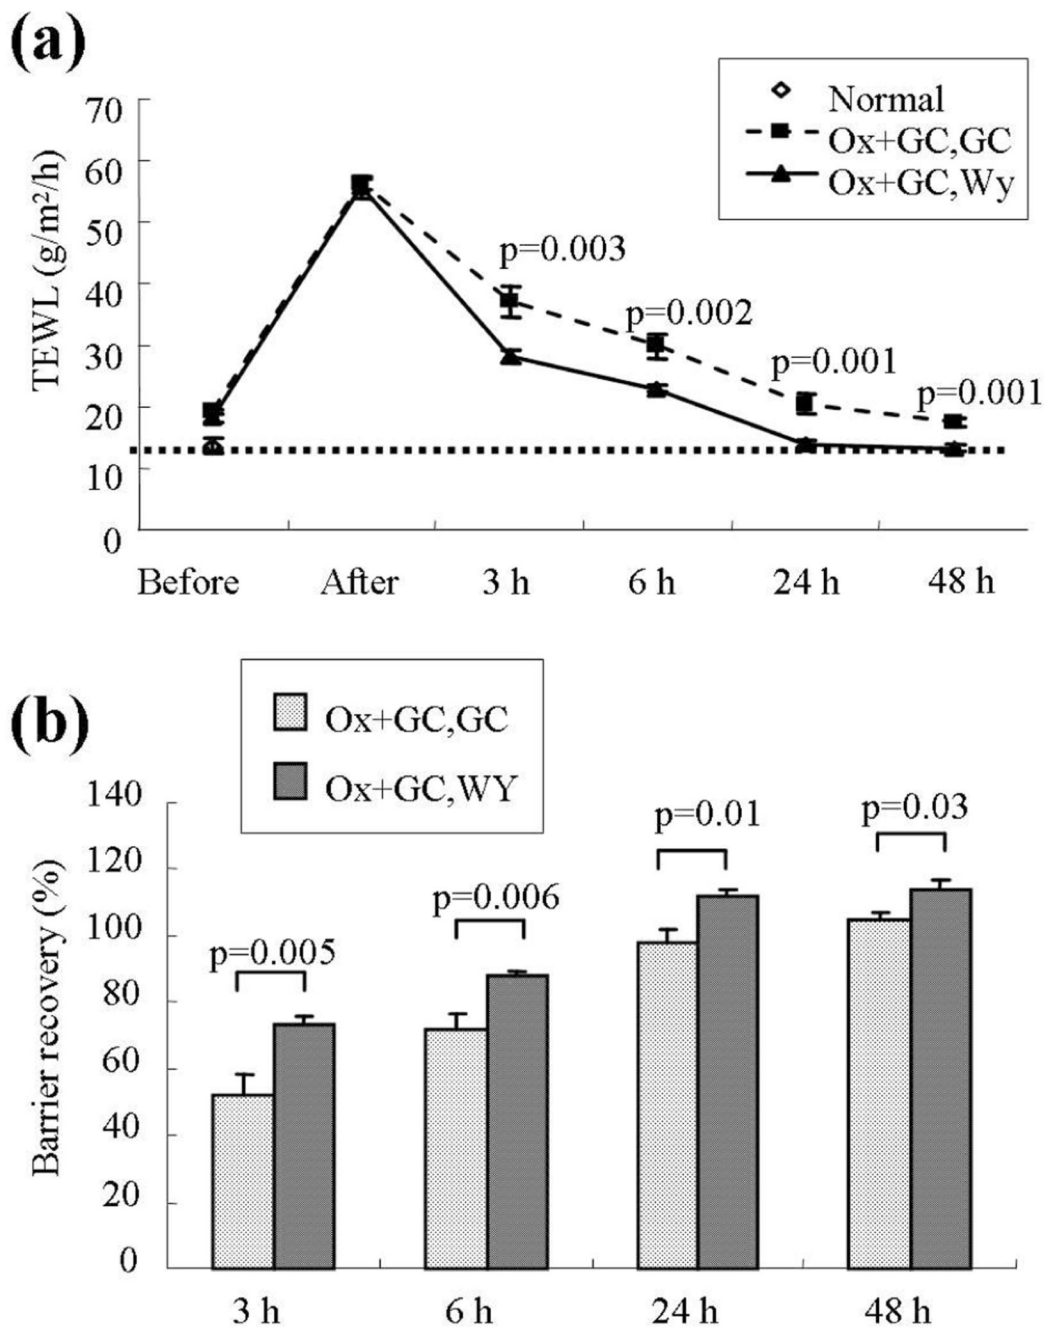 (a)
Normal
Ox+GC,GC
Ox+GC,Wy
TEWL (g/m²/h)
70
60
50
40
30
20
10
0
p=0.003
p=0.002
p=0.001
p=0.001
Before After 3 h 6 h 24 h 48 h
(b)
Ox+GC,GC
Ox+GC,WY
Barrier recovery (%)
140
120
100
80
60
40
20
0
p=0.005
p=0.006
p=0.01
p=0.03
3 h 6 h 24 h 48 h